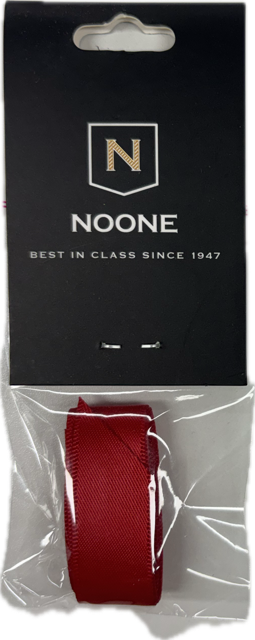 N
NOONE
BEST IN CLASS SINCE 1947